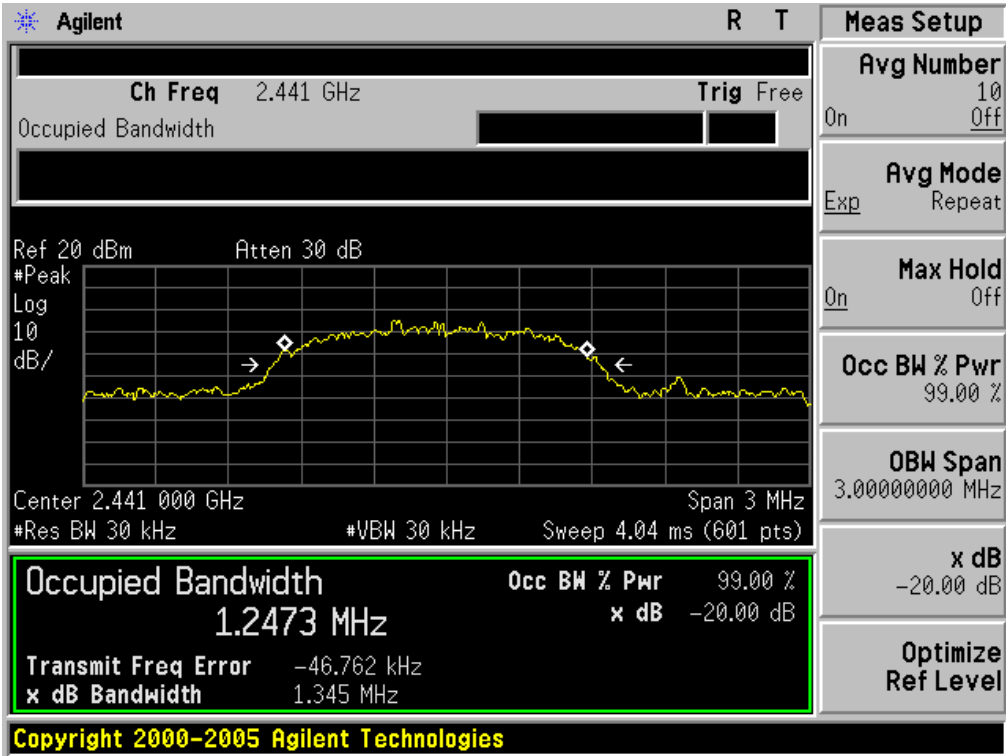 Agilent R T
Ch Freq 2.441 GHz Trig Free
Occupied Bandwidth
Ref 20 dBm Atten 30 dB
#Peak
Log
10
dB/
Center 2.441 000 GHz Span 3 MHz
#Res BW 30 kHz #VBW 30 kHz Sweep 4.04 ms (601 pts)
Occupied Bandwidth
1.2473 MHz
Occ BW % Pwr 99.00 %
x dB -20.00 dB
Transmit Freq Error -46.762 kHz
x dB Bandwidth 1.345 MHz
Copyright 2000-2005 Agilent Technologies
Meas Setup
Avg Number
10
On Off
Avg Mode
Exp Repeat
Max Hold
On Off
Occ BW % Pwr
99.00 %
OBW Span
3.00000000 MHz
x dB
-20.00 dB
Optimize
Ref Level